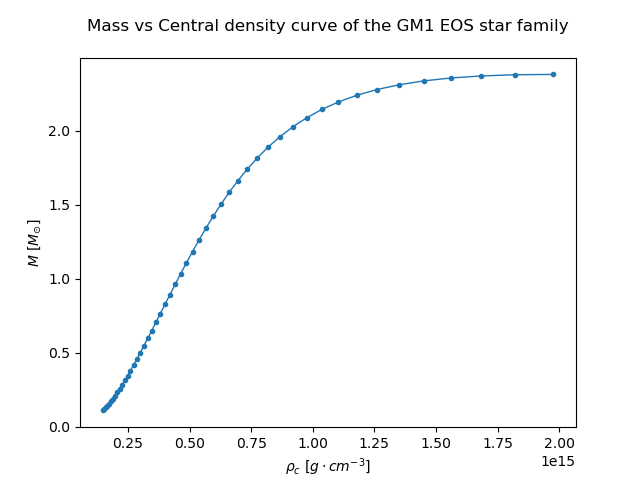 Mass vs Central density curve of the GM1 EOS star family
M [M☉]
2.0
1.5
1.0
0.5
0.0
0.25 0.50 0.75 1.00 1.25 1.50 1.75 2.00
1e15
ρc [g · cm⁻³]